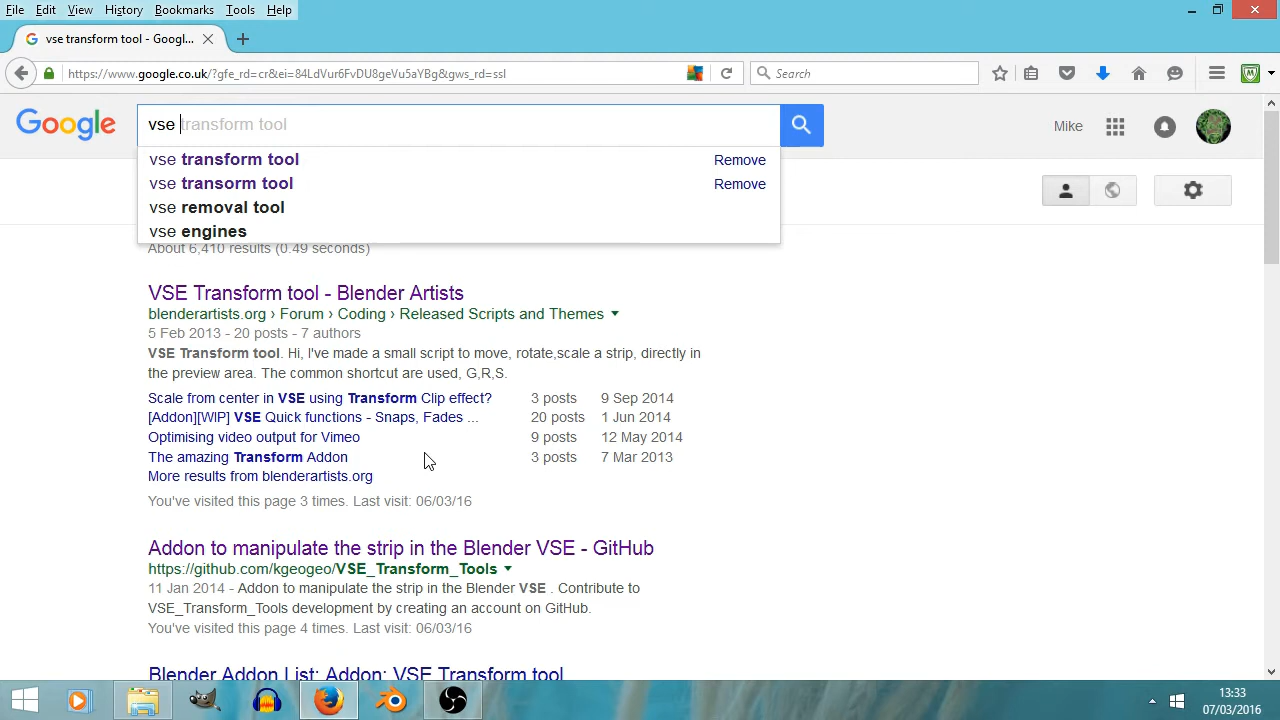 File Edit View History Bookmarks Tools Help
vse transform tool - Googl...
https://www.google.co.uk/?gfe_rd=cr&ei=84LdVur6FvDU8geVu5aYCg&gws_rd=ssl
Search
Google
vse transform tool
Mike
vse transform tool Remove
vse transorm tool Remove
vse removal tool
vse engines
About 6,410 results (0.49 seconds)
VSE Transform tool - Blender Artists
blenderartists.org › Forum › Coding › Released Scripts and Themes
5 Feb 2013 - 20 posts - 7 authors
VSE Transform tool. Hi, I've made a small script to move, rotate,scale a strip, directly in
the preview area. The common shortcut are used, G,R,S.
Scale from center in VSE using Transform Clip effect? 3 posts 9 Sep 2014
[Addon][WIP] VSE Quick functions - Snaps, Fades ... 20 posts 1 Jun 2014
Optimising video output for Vimeo 9 posts 12 May 2014
The amazing Transform Addon 3 posts 7 Mar 2013
More results from blenderartists.org
You've visited this page 3 times. Last visit: 06/03/16
Addon to manipulate the strip in the Blender VSE - GitHub
https://github.com/kgeogeo/VSE_Transform_Tools
11 Jan 2014 - Addon to manipulate the strip in the Blender VSE . Contribute to
VSE_Transform_Tools development by creating an account on GitHub.
You've visited this page 4 times. Last visit: 06/03/16
Blender Addon List: Addon: VSE Transform tool
13:33
07/03/2016